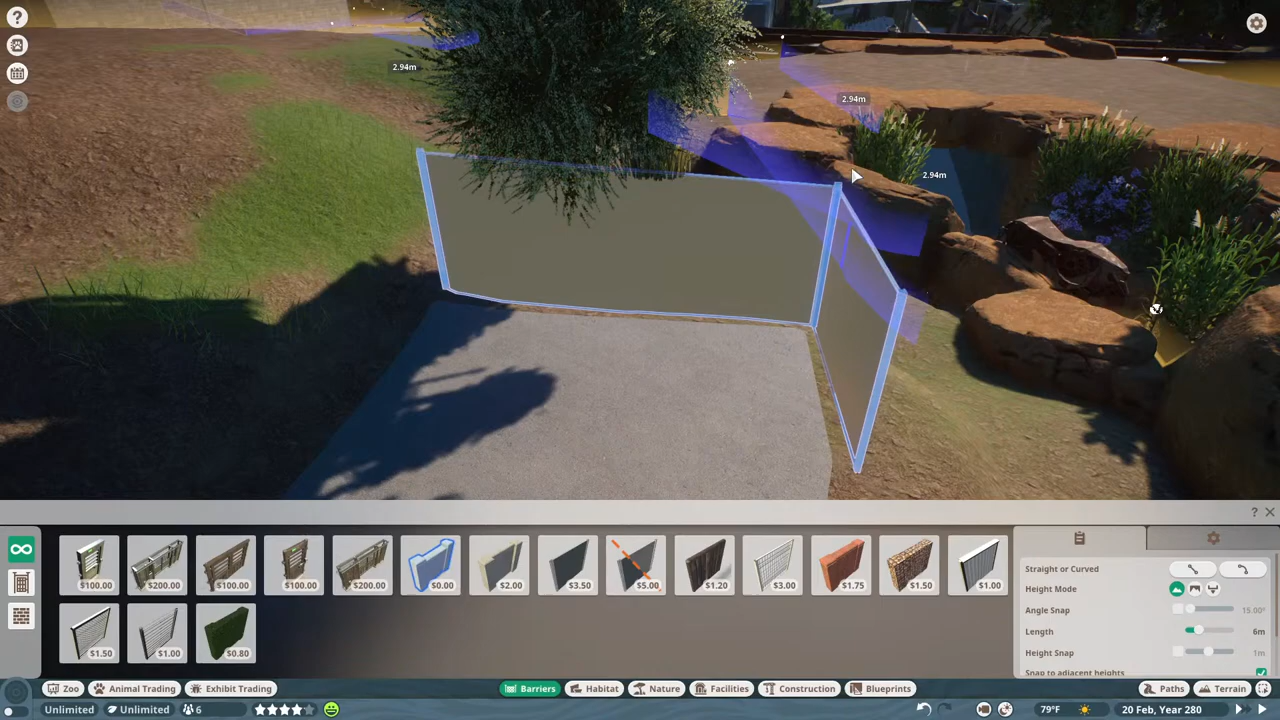 ?
2.94m
2.94m
2.94m
? ×
$100.00 $200.00 $100.00 $100.00 $200.00 $0.00 $2.00 $3.50 $5.00 $1.20 $3.00 $1.75 $1.50 $1.00
$1.50 $1.00 $0.80
Straight or Curved
Height Mode
Angle Snap 15.00°
Length 6m
Height Snap 1m
Snap to adjacent heights
Zoo Animal Trading Exhibit Trading Barriers Habitat Nature Facilities Construction Blueprints Paths Terrain
Unlimited Unlimited 6 79°F 20 Feb, Year 280